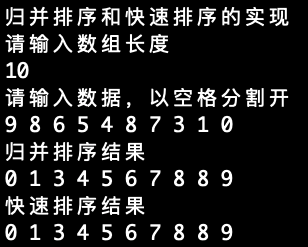 归并排序和快速排序的实现
请输入数组长度
10
请输入数据，以空格分割开
9 8 6 5 4 8 7 3 1 0
归并排序结果
0 1 3 4 5 6 7 8 8 9
快速排序结果
0 1 3 4 5 6 7 8 8 9